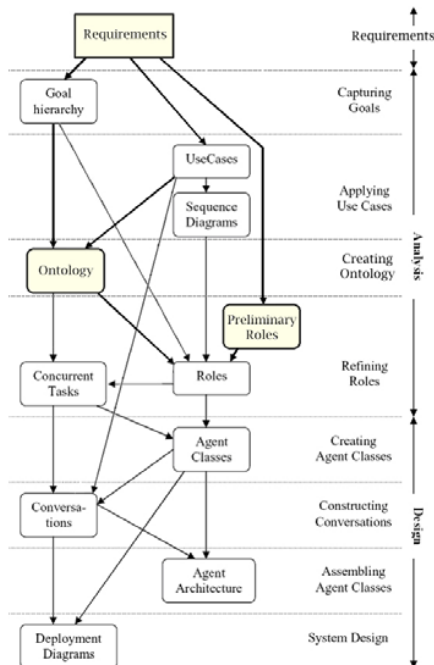 Requirements
Requirements
Goal
hierarchy
Capturing
Goals
UseCases
Sequence
Diagrams
Applying
Use Cases
Ontology
Creating
Ontology
Analysis
Preliminary
Roles
Concurrent
Tasks
Roles
Refining
Roles
Agent
Classes
Creating
Agent Classes
Conversa-
tions
Constructing
Conversations
Design
Agent
Architecture
Assembling
Agent Classes
Deployment
Diagrams
System Design